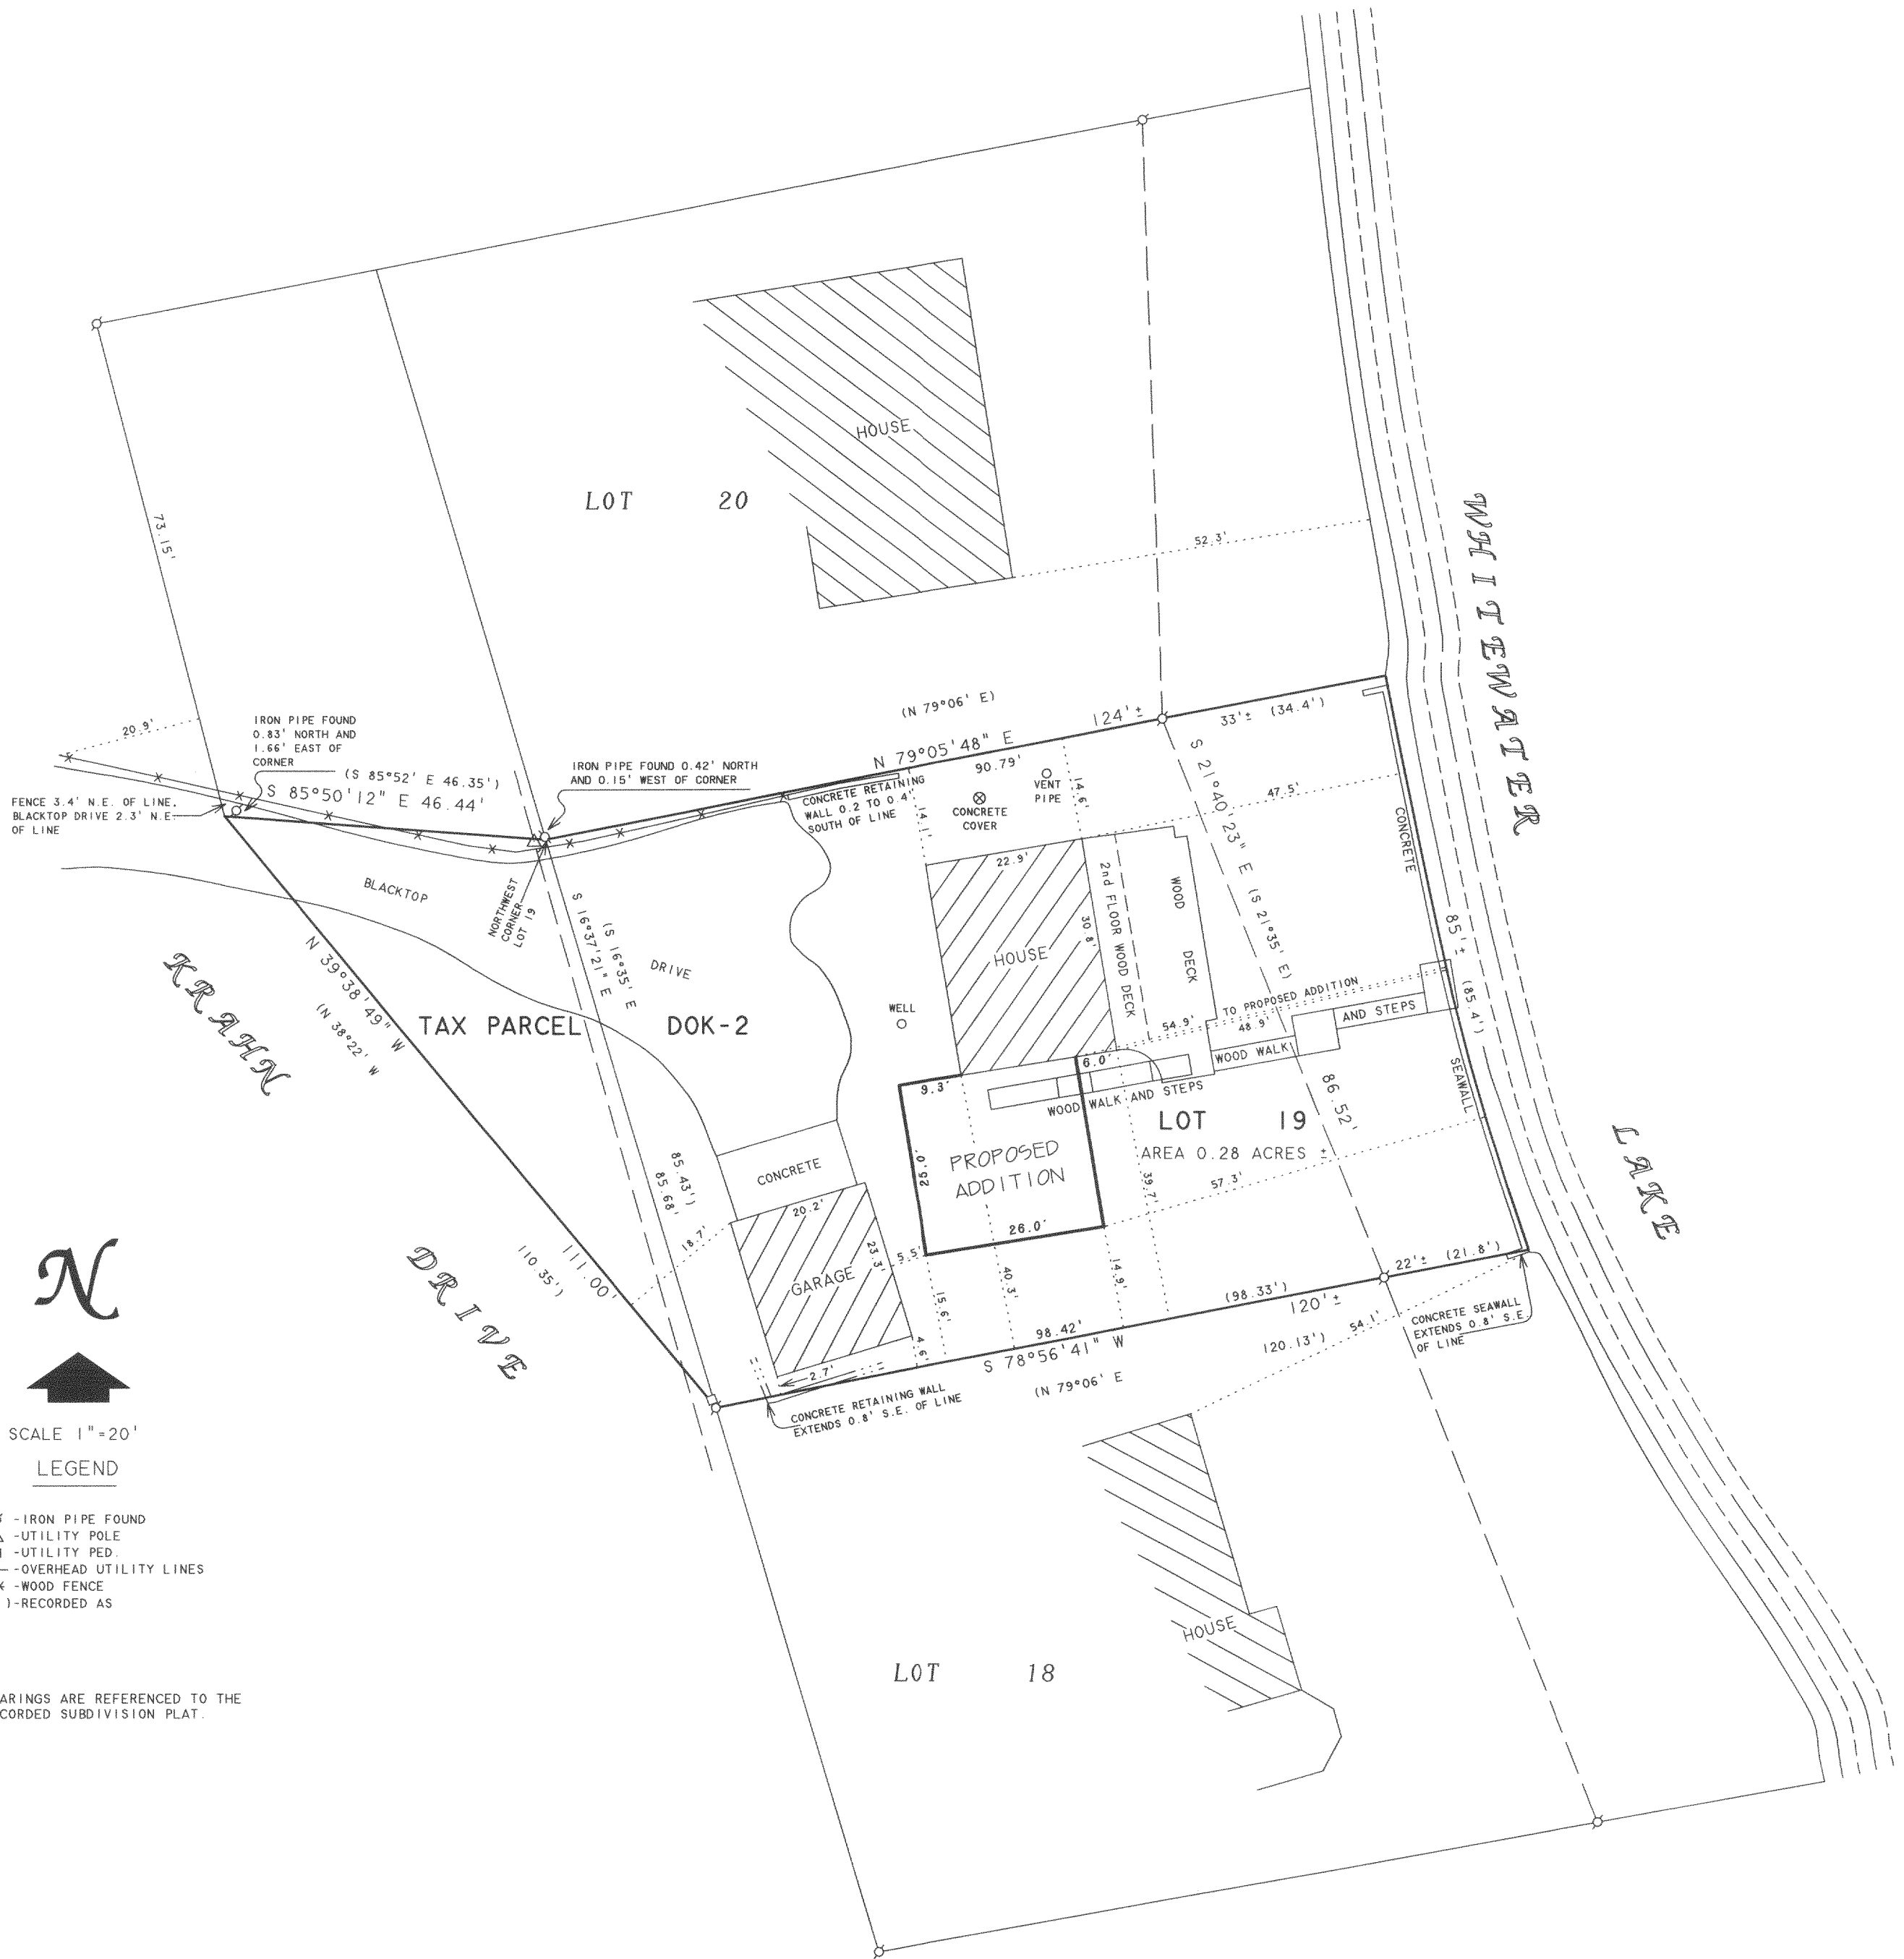 WHITEWATER
LAKE
KRAHN
DRIVE
LOT 20
HOUSE
52.3'
73.15'
20.9'
IRON PIPE FOUND
0.83' NORTH AND
1.66' EAST OF
CORNER
(S 85°52' E 46.35')
S 85°50'12" E 46.44'
FENCE 3.4' N.E. OF LINE.
BLACKTOP DRIVE 2.3' N.E.
OF LINE
IRON PIPE FOUND 0.42' NORTH
AND 0.15' WEST OF CORNER
(N 79°06' E)
N 79°05'48" E
124'±
90.79'
33'± (34.4')
CONCRETE RETAINING
WALL 0.2 TO 0.4'
SOUTH OF LINE
CONCRETE
COVER
VENT
PIPE
14.1'
14.6'
47.5'
S 21°40'23" E (S 21°35' E)
86.52'
CONCRETE
SEAWALL
85'± (85.4')
BLACKTOP
DRIVE
NORTHWEST
CORNER
LOT 19
(S 16°35' E
S 16°37'21" E
85.43')
85.68'
N 39°38'49" W
(N 38°22' W
111.00'
110.35')
TAX PARCEL DOK-2
WELL
22.9'
HOUSE
30.8'
2nd FLOOR WOOD DECK
WOOD
DECK
54.9'
TO PROPOSED ADDITION
48.9'
AND STEPS
WOOD WALK
6.0'
9.3'
WOOD WALK AND STEPS
LOT 19
AREA 0.28 ACRES ±
PROPOSED
ADDITION
25.0'
26.0'
39.7'
57.3'
CONCRETE
20.2'
18.7'
GARAGE
23.3'
5.5'
15.6'
40.3'
14.9'
4.6'
2.7'
98.42'
(98.33')
120'±
22'± (21.8')
S 78°56'41" W
(N 79°06' E
120.13')
54.1'
CONCRETE RETAINING WALL
EXTENDS 0.8' S.E. OF LINE
CONCRETE SEAWALL
EXTENDS 0.8' S.E.
OF LINE
HOUSE
LOT 18
N
SCALE 1"=20'
LEGEND
-IRON PIPE FOUND
-UTILITY POLE
-UTILITY PED.
-OVERHEAD UTILITY LINES
-WOOD FENCE
)-RECORDED AS
ARINGS ARE REFERENCED TO THE
CORDED SUBDIVISION PLAT.